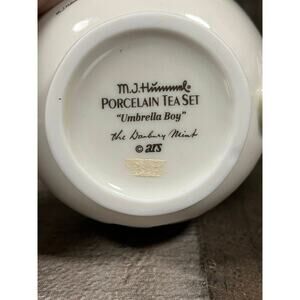 M.J.Hummel®
PORCELAIN TEA SET
"Umbrella Boy"
The Danbury Mint
© ars